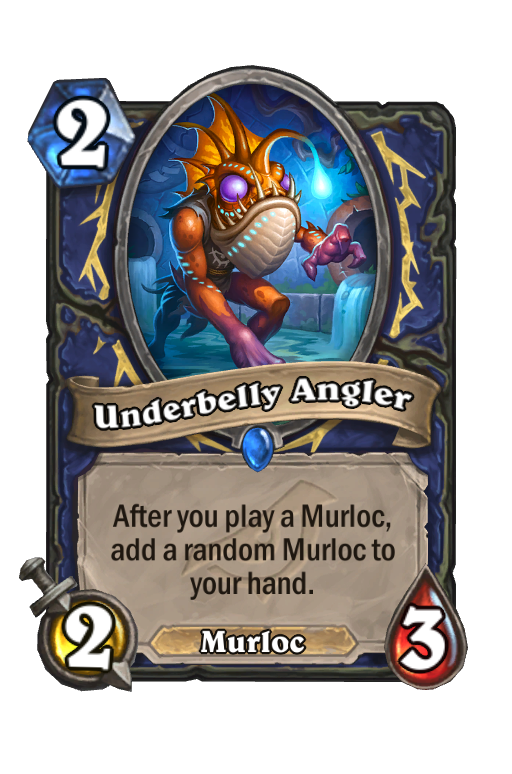 2
Underbelly Angler
After you play a Murloc,
add a random Murloc to
your hand.
2
Murloc
3